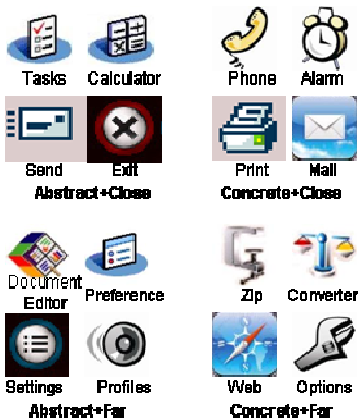 Tasks Calculator Phone Alarm
Send Exit Print Mail
Abstract+Close Concrete+Close
Document
Editor Preference Zip Converter
Settings Profiles Web Options
Abstract+Far Concrete+Far